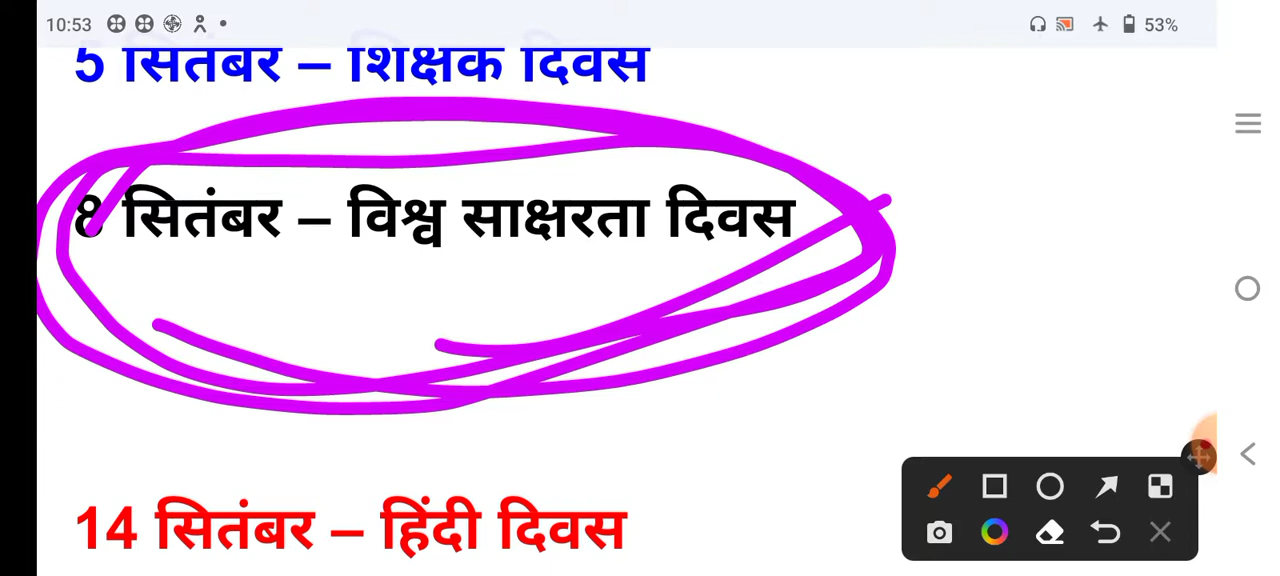 10:53
53%
5 सितंबर – शिक्षक दिवस
8 सितंबर – विश्व साक्षरता दिवस
14 सितंबर – हिंदी दिवस